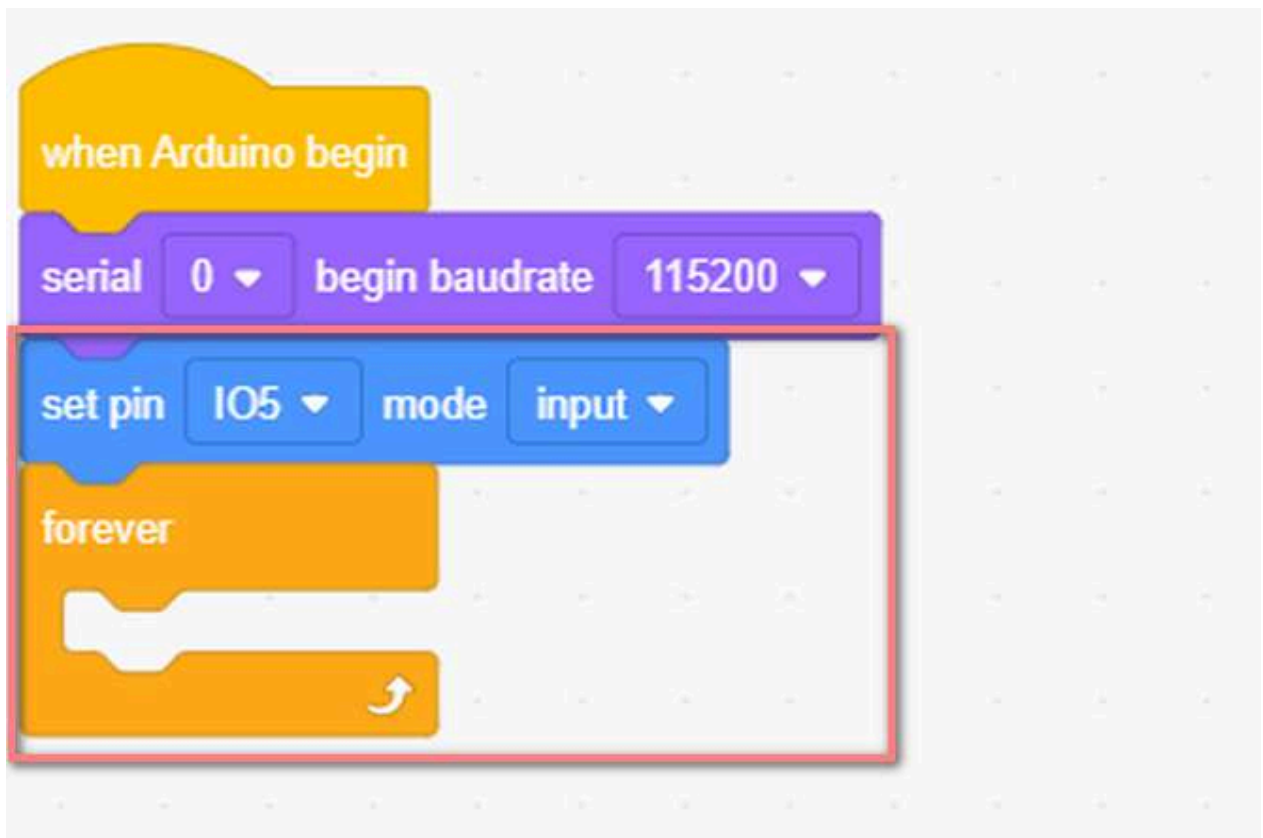 when Arduino begin
serial 0 begin baudrate 115200
set pin IO5 mode input
forever